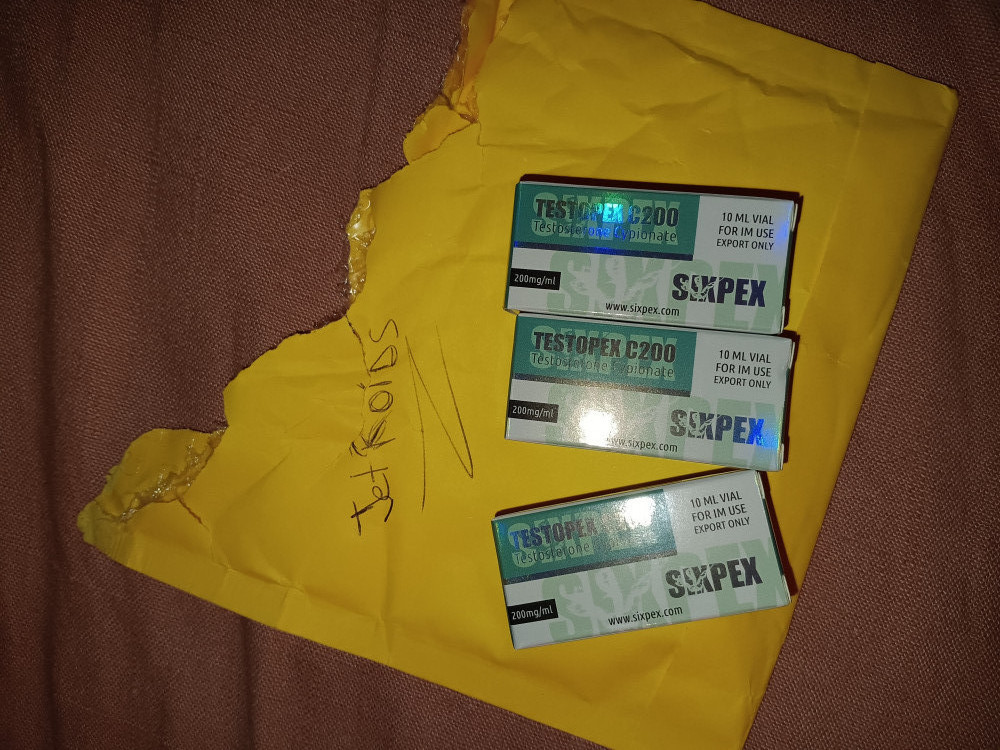 TESTOPEX C200
Testosterone Cypionate
10 ML VIAL
FOR IM USE
EXPORT ONLY
200mg/ml
SIXPEX
www.sixpex.com
TESTOPEX C200
Testosterone Cypionate
10 ML VIAL
FOR IM USE
EXPORT ONLY
200mg/ml
SIXPEX
www.sixpex.com
TESTOPEX
Testosterone
10 ML VIAL
FOR IM USE
EXPORT ONLY
200mg/ml
SIXPEX
www.sixpex.com
Jet ROIDS